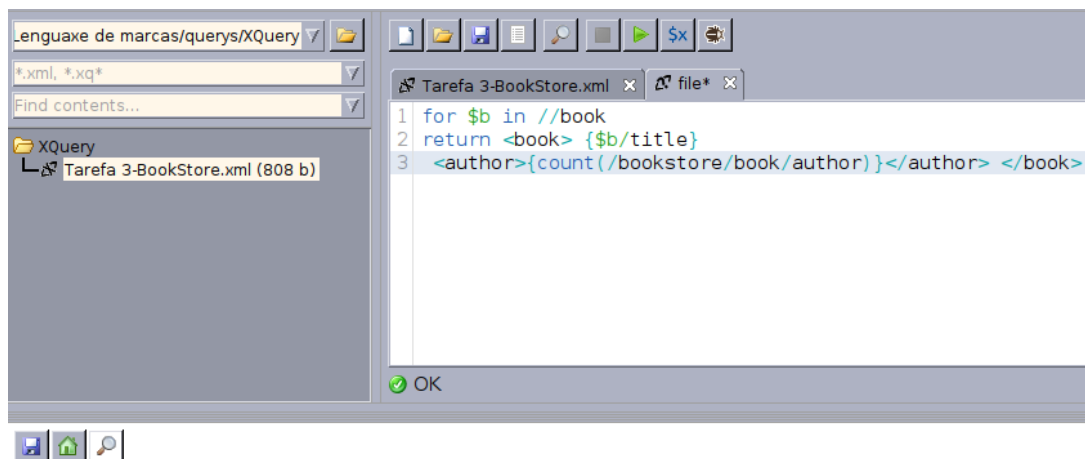 Lenguaxe de marcas/querys/XQuery
*.xml, *.xq*
Find contents...
XQuery
Tarefa 3-BookStore.xml (808 b)
$x
Tarefa 3-BookStore.xml
file*
1 for $b in //book
2 return <book> {$b/title}
3 <author>{count(/bookstore/book/author)}</author> </book>
OK